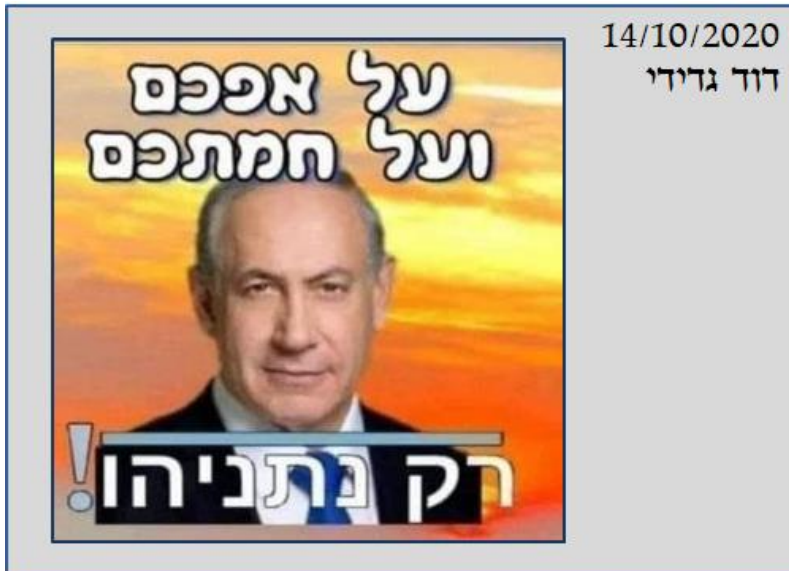 14/10/2020
דוד גדידי
על אפכם
ועל חמתכם
רק נתניהו!